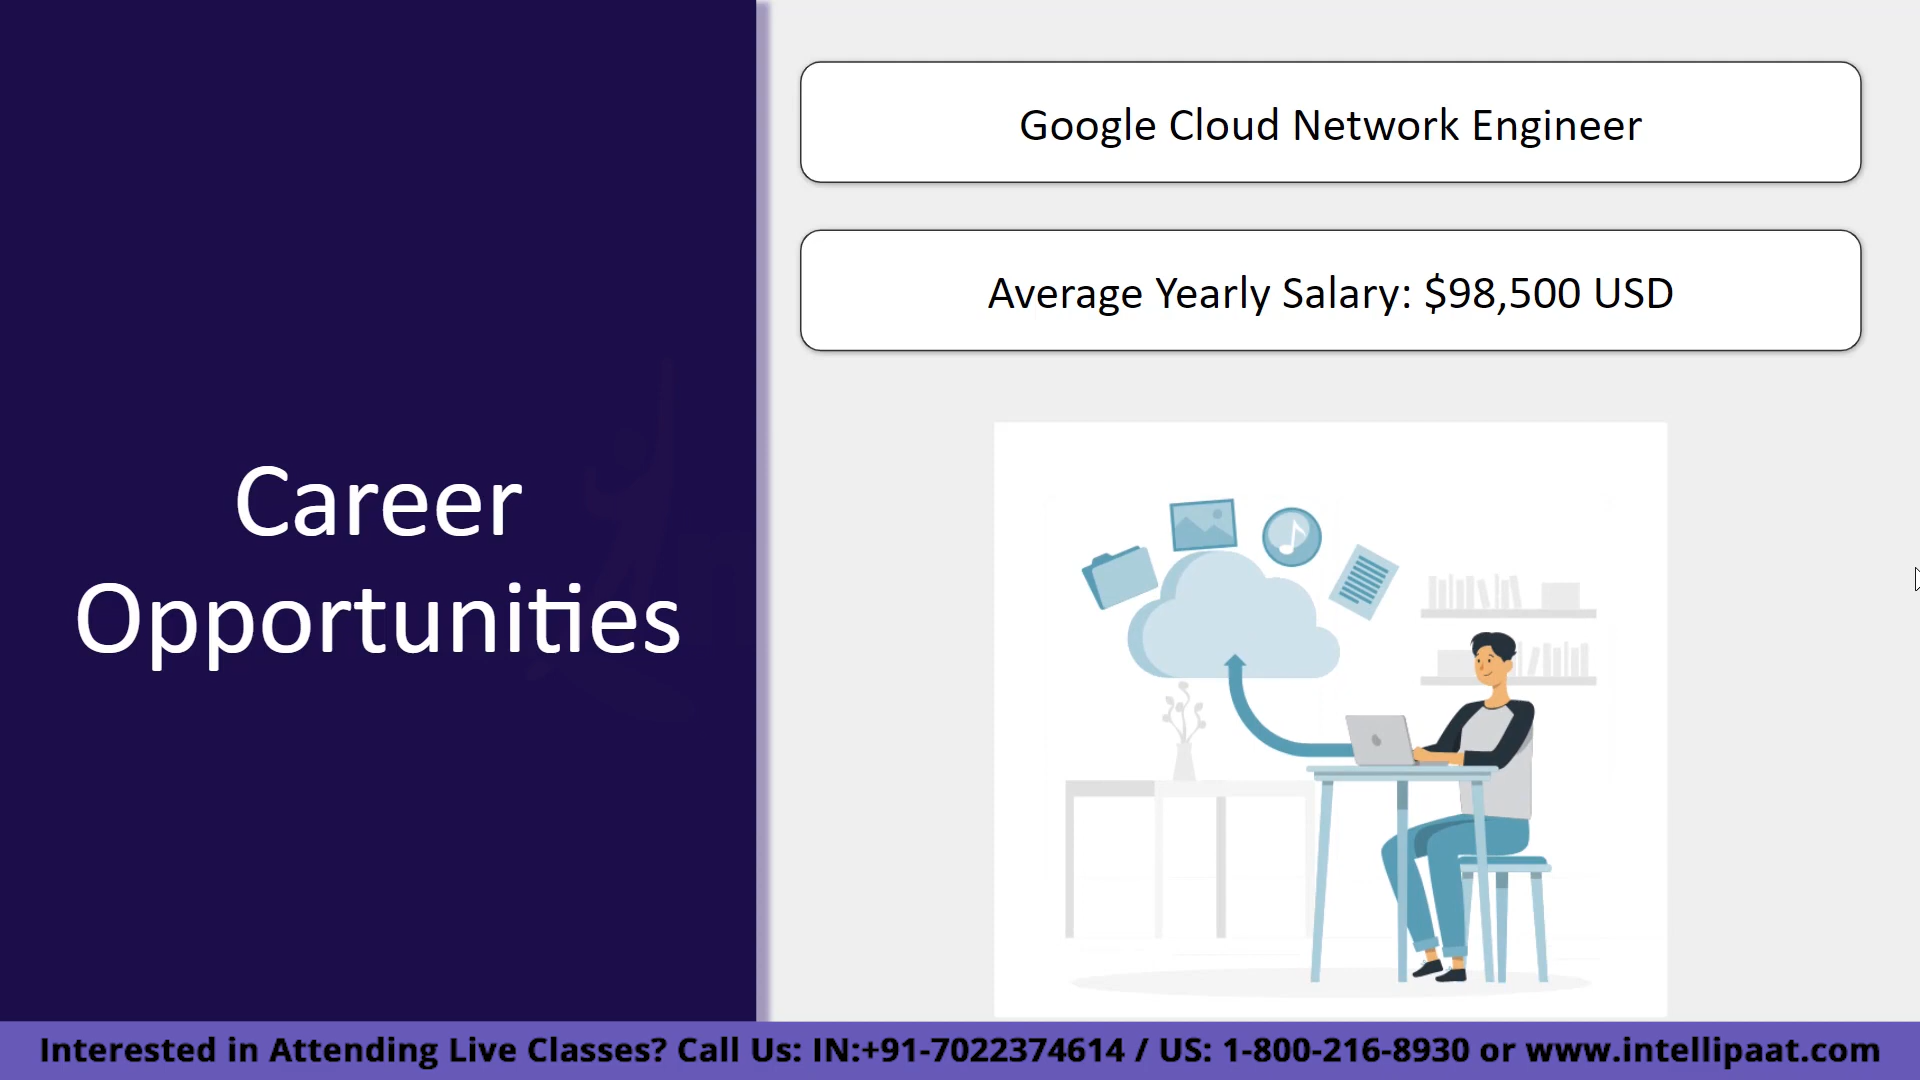 Career
Opportunities
Google Cloud Network Engineer
Average Yearly Salary: $98,500 USD
Interested in Attending Live Classes? Call Us: IN:+91-7022374614 / US: 1-800-216-8930 or www.intellipaat.com